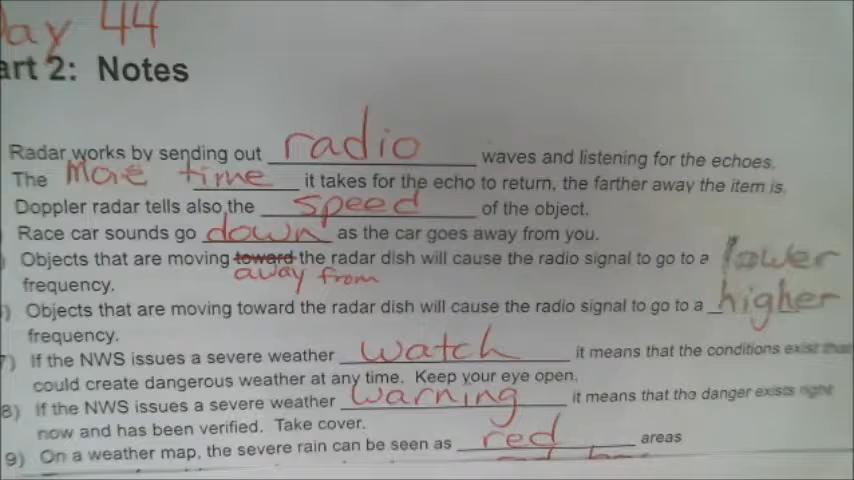 Day 44
art 2: Notes
Radar works by sending out radio waves and listening for the echoes.
The More time it takes for the echo to return, the farther away the item is.
Doppler radar tells also the speed of the object.
Race car sounds go down as the car goes away from you.
) Objects that are moving toward the radar dish will cause the radio signal to go to a lower
away from
frequency.
) Objects that are moving toward the radar dish will cause the radio signal to go to a higher
frequency.
7) If the NWS issues a severe weather watch it means that the conditions exist that
could create dangerous weather at any time. Keep your eye open.
8) If the NWS issues a severe weather warning it means that the danger exists right
now and has been verified. Take cover.
9) On a weather map, the severe rain can be seen as red areas